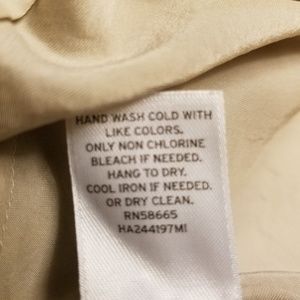 HAND WASH COLD WITH
LIKE COLORS.
ONLY NON CHLORINE
BLEACH IF NEEDED.
HANG TO DRY.
COOL IRON IF NEEDED.
OR DRY CLEAN.
RN58665
HA244197MI